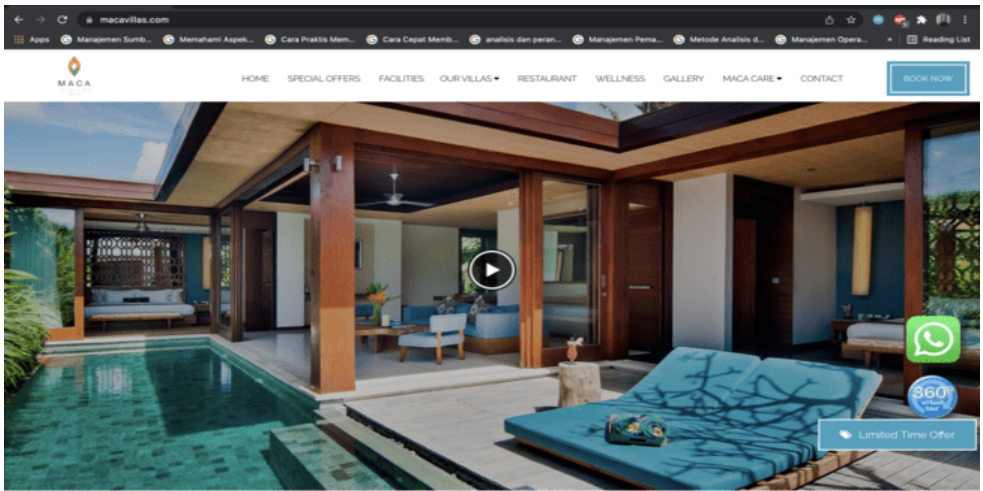 macavillas.com
Apps Manajemen Sumb... Memahami Aspek... Cara Praktis Mem... Cara Cepat Memb... analisis dan peran... Manajemen Pema... Metode Analisis d... Manajemen Opera... » Reading List
MACA
HOME SPECIAL OFFERS FACILITIES OUR VILLAS RESTAURANT WELLNESS GALLERY MACA CARE CONTACT BOOK NOW
360°
virtual
tour
Limited Time Offer